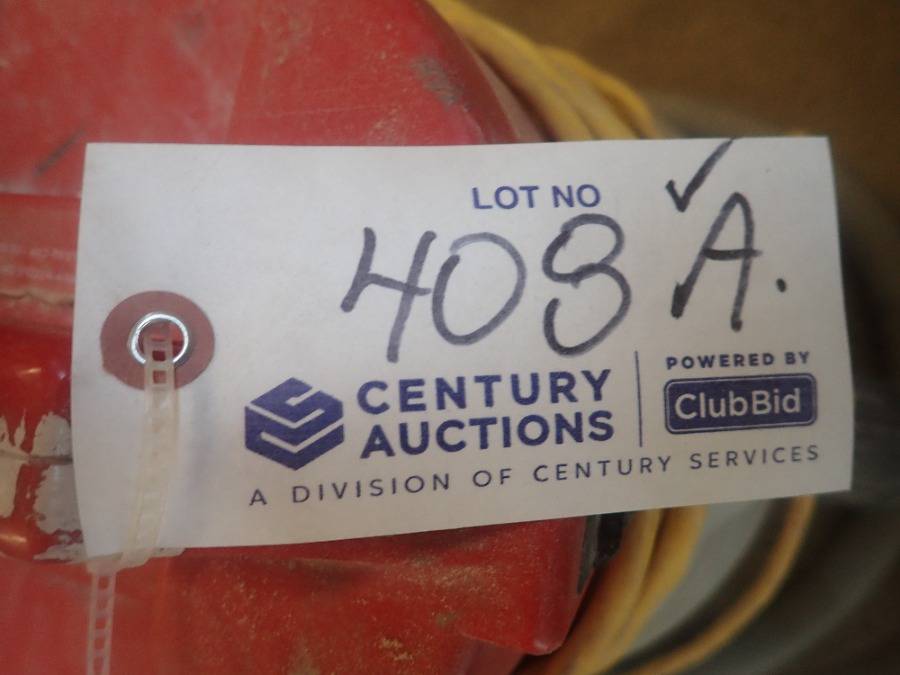 LOT NO
408 A.
CENTURY
AUCTIONS
POWERED BY
ClubBid
A DIVISION OF CENTURY SERVICES